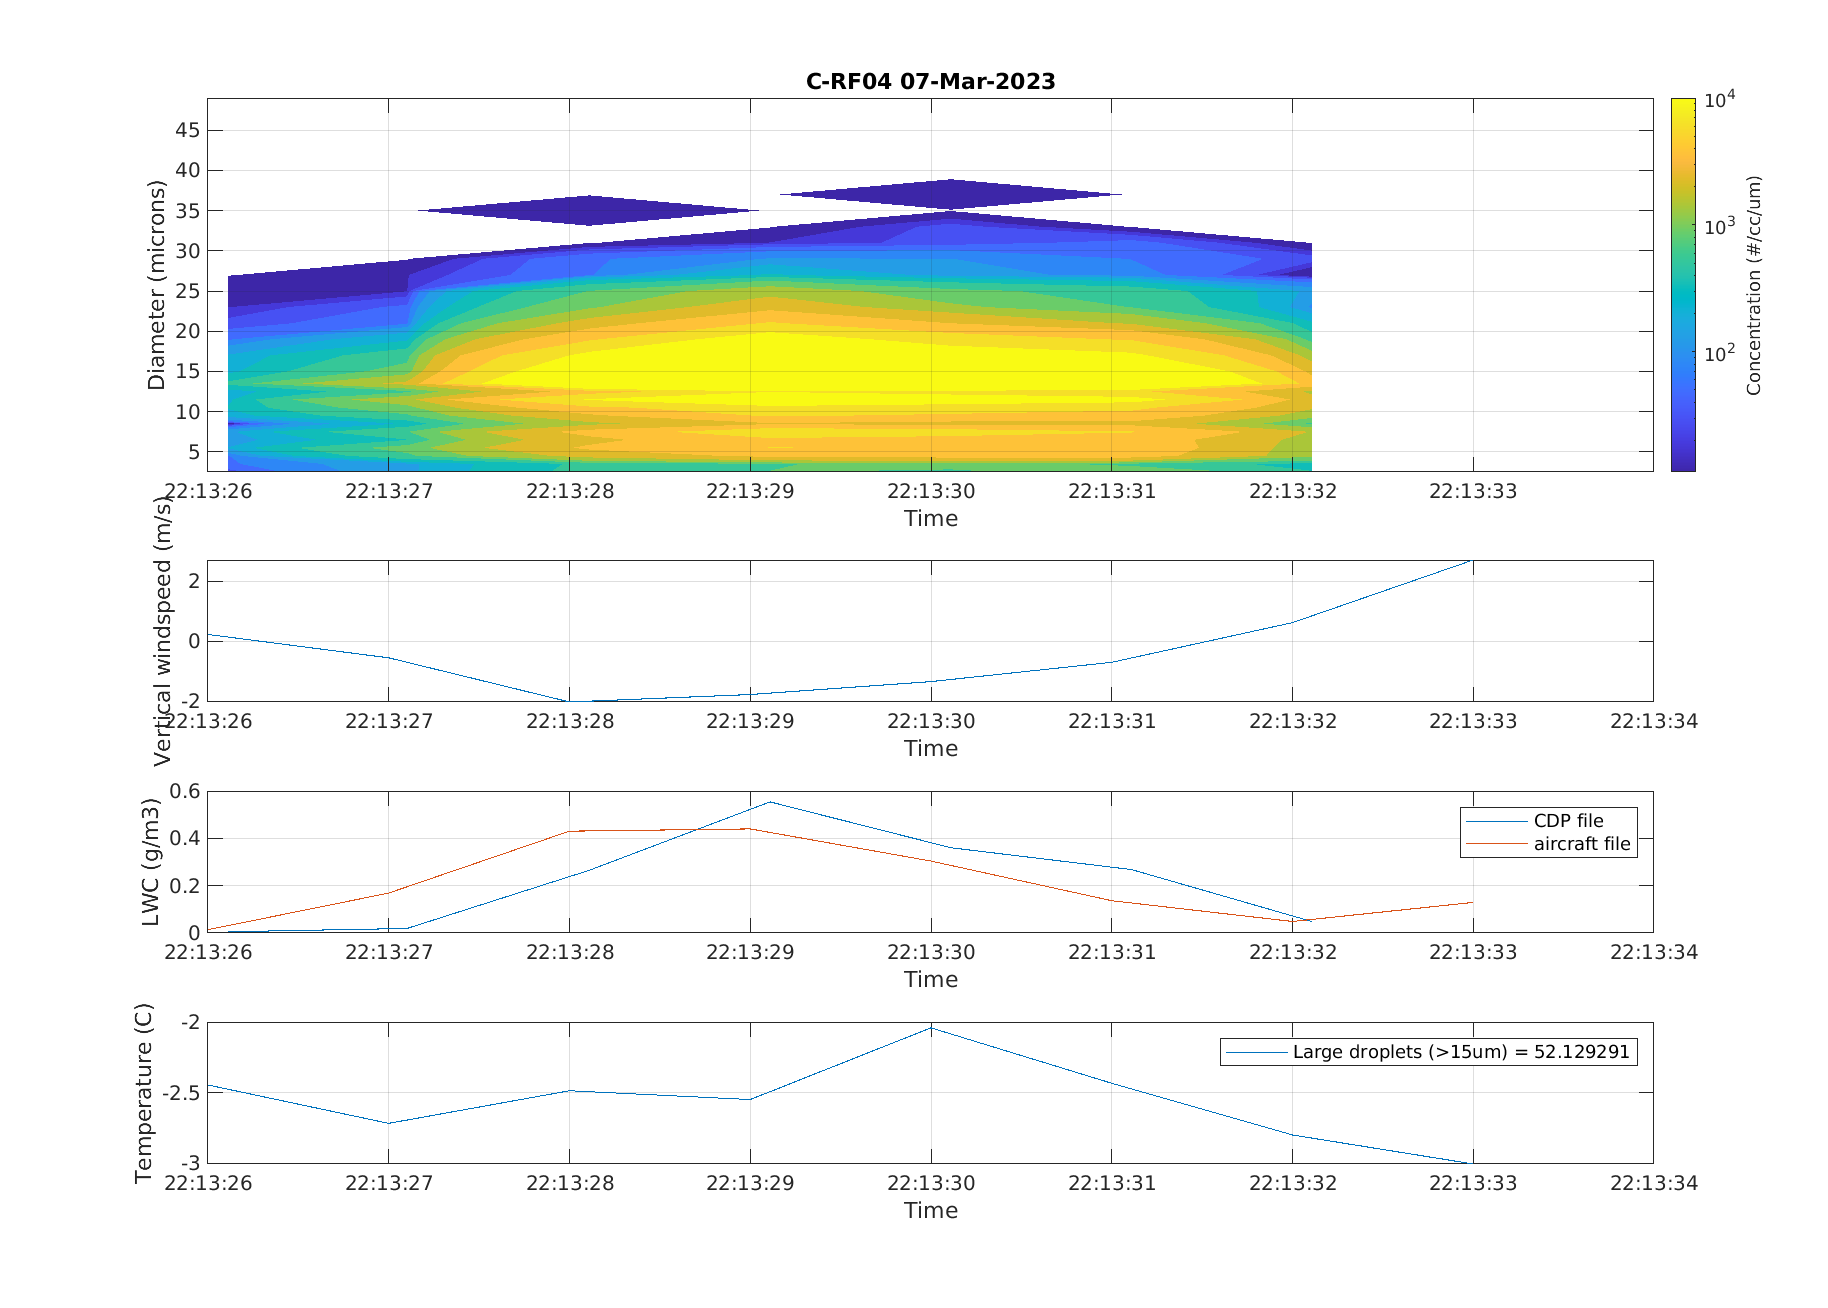 C-RF04 07-Mar-2023
Diameter (microns)
45
40
35
30
25
20
15
10
5
22:13:26 22:13:27 22:13:28 22:13:29 22:13:30 22:13:31 22:13:32 22:13:33
Time
10^4
10^3
10^2
Concentration (#/cc/um)
Vertical windspeed (m/s)
2
0
-2
22:13:26 22:13:27 22:13:28 22:13:29 22:13:30 22:13:31 22:13:32 22:13:33 22:13:34
Time
LWC (g/m3)
0.6
0.4
0.2
0
CDP file
aircraft file
22:13:26 22:13:27 22:13:28 22:13:29 22:13:30 22:13:31 22:13:32 22:13:33 22:13:34
Time
Temperature (C)
-2
-2.5
-3
Large droplets (>15um) = 52.129291
22:13:26 22:13:27 22:13:28 22:13:29 22:13:30 22:13:31 22:13:32 22:13:33 22:13:34
Time